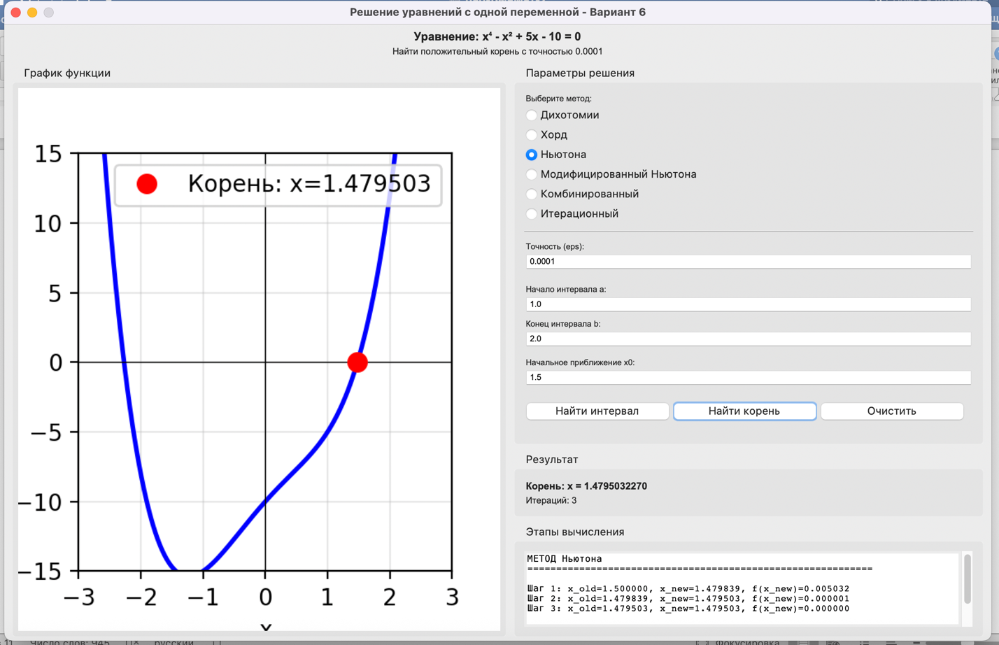 Решение уравнений с одной переменной - Вариант 6
Уравнение: x⁴ - x² + 5x - 10 = 0
Найти положительный корень с точностью 0.0001
График функции
15
10
5
0
−5
−10
−15
Корень: x=1.479503
−3 −2 −1 0 1 2 3
x
Параметры решения
Выберите метод:
Дихотомии
Хорд
Ньютона
Модифицированный Ньютона
Комбинированный
Итерационный
Точность (eps):
0.0001
Начало интервала a:
1.0
Конец интервала b:
2.0
Начальное приближение x0:
1.5
Найти интервал Найти корень Очистить
Результат
Корень: x = 1.4795032270
Итераций: 3
Этапы вычисления
МЕТОД Ньютона
============================================================
Шаг 1: x_old=1.500000, x_new=1.479839, f(x_new)=0.005032
Шаг 2: x_old=1.479839, x_new=1.479503, f(x_new)=0.000001
Шаг 3: x_old=1.479503, x_new=1.479503, f(x_new)=0.000000
Число слов: 945 русский Фокусировка